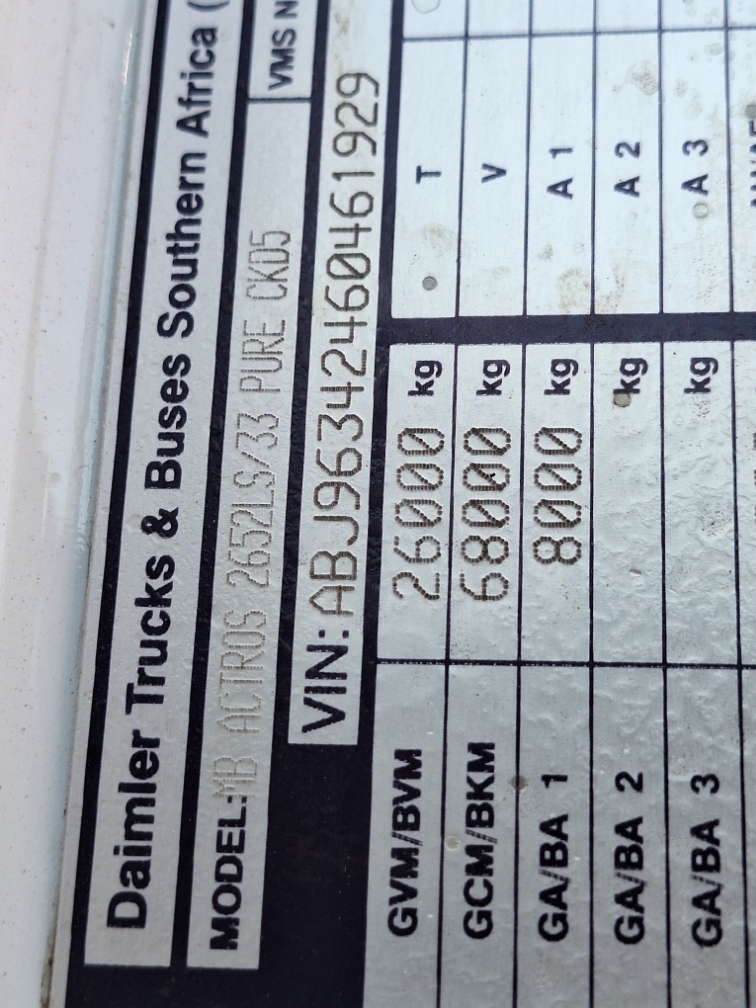 Daimler Trucks & Buses Southern Africa (
MODEL: MB ACTROS 2652LS/33 PURE CKD5 VMS N
VIN: ABJ96342460461929
GVM/BVM 26000 kg T
GCM/BKM 68000 kg V
GA/BA 1 8000 kg A 1
GA/BA 2 kg A 2
GA/BA 3 kg A 3